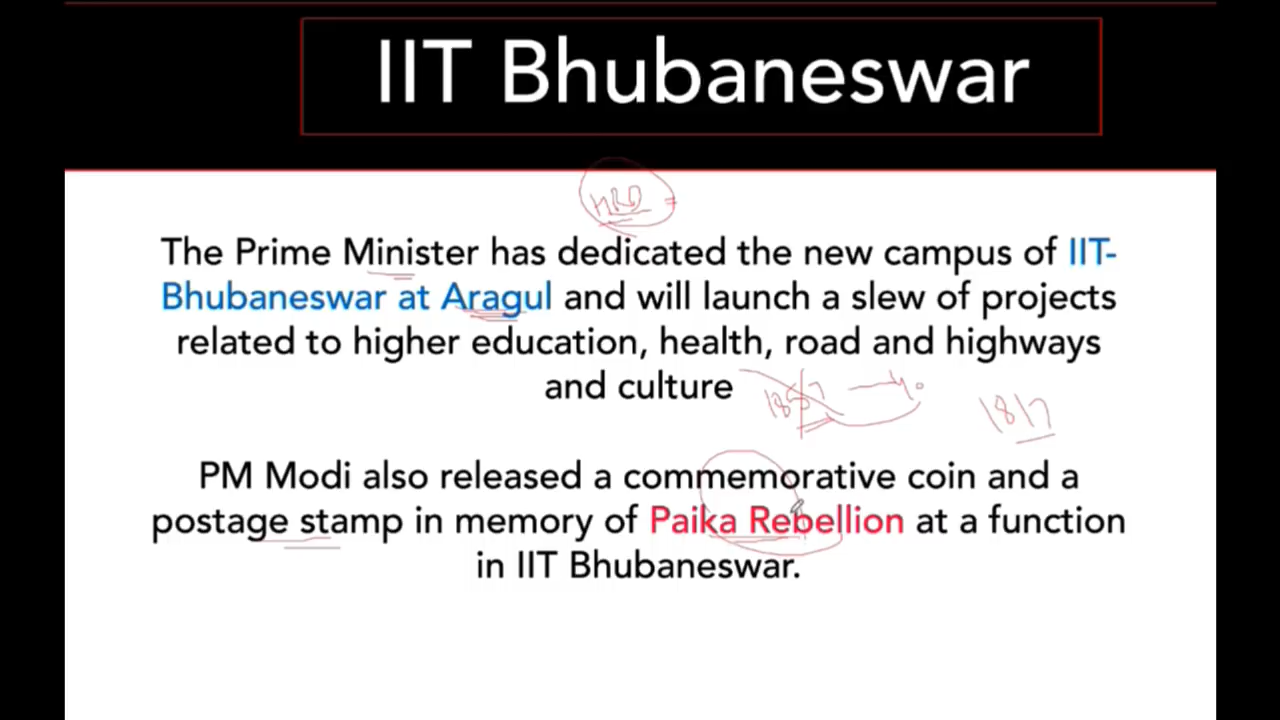 IIT Bhubaneswar
HRD
The Prime Minister has dedicated the new campus of IIT-
Bhubaneswar at Aragul and will launch a slew of projects
related to higher education, health, road and highways
and culture
1857
1817
PM Modi also released a commemorative coin and a
postage stamp in memory of Paika Rebellion at a function
in IIT Bhubaneswar.